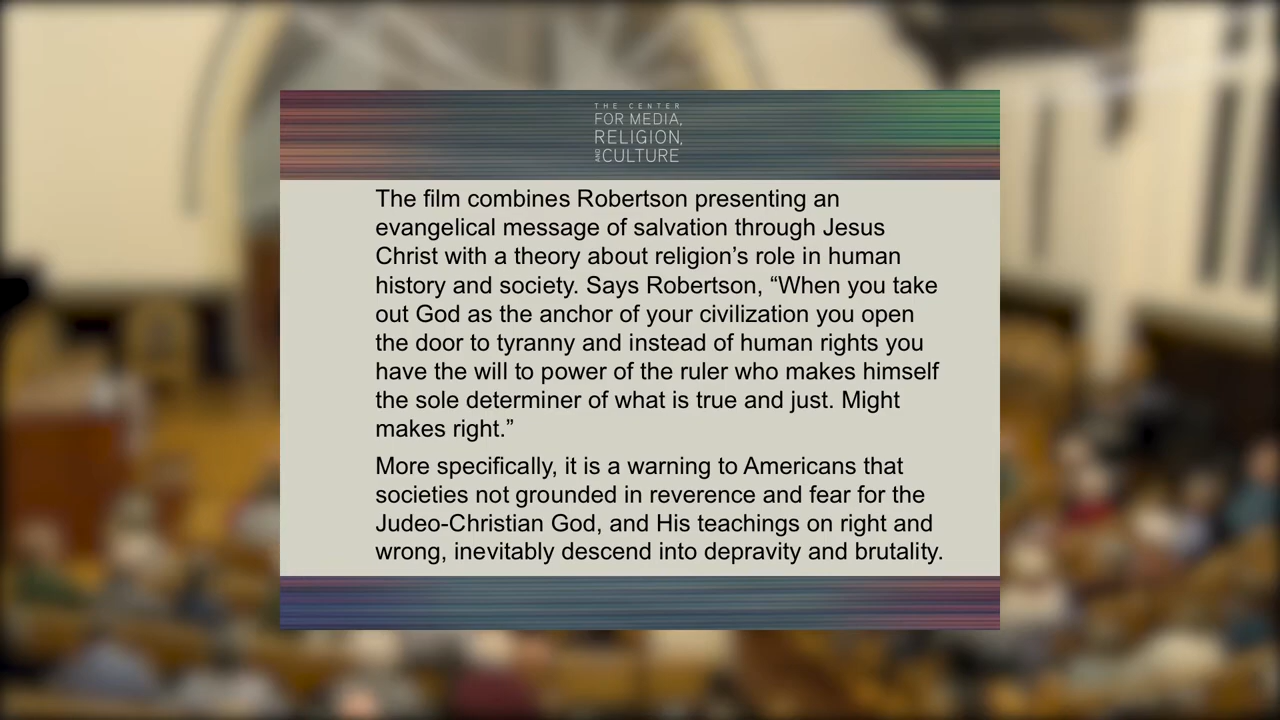 THE CENTER
FOR MEDIA,
RELIGION,
AND CULTURE
The film combines Robertson presenting an
evangelical message of salvation through Jesus
Christ with a theory about religion’s role in human
history and society. Says Robertson, “When you take
out God as the anchor of your civilization you open
the door to tyranny and instead of human rights you
have the will to power of the ruler who makes himself
the sole determiner of what is true and just. Might
makes right.”
More specifically, it is a warning to Americans that
societies not grounded in reverence and fear for the
Judeo-Christian God, and His teachings on right and
wrong, inevitably descend into depravity and brutality.